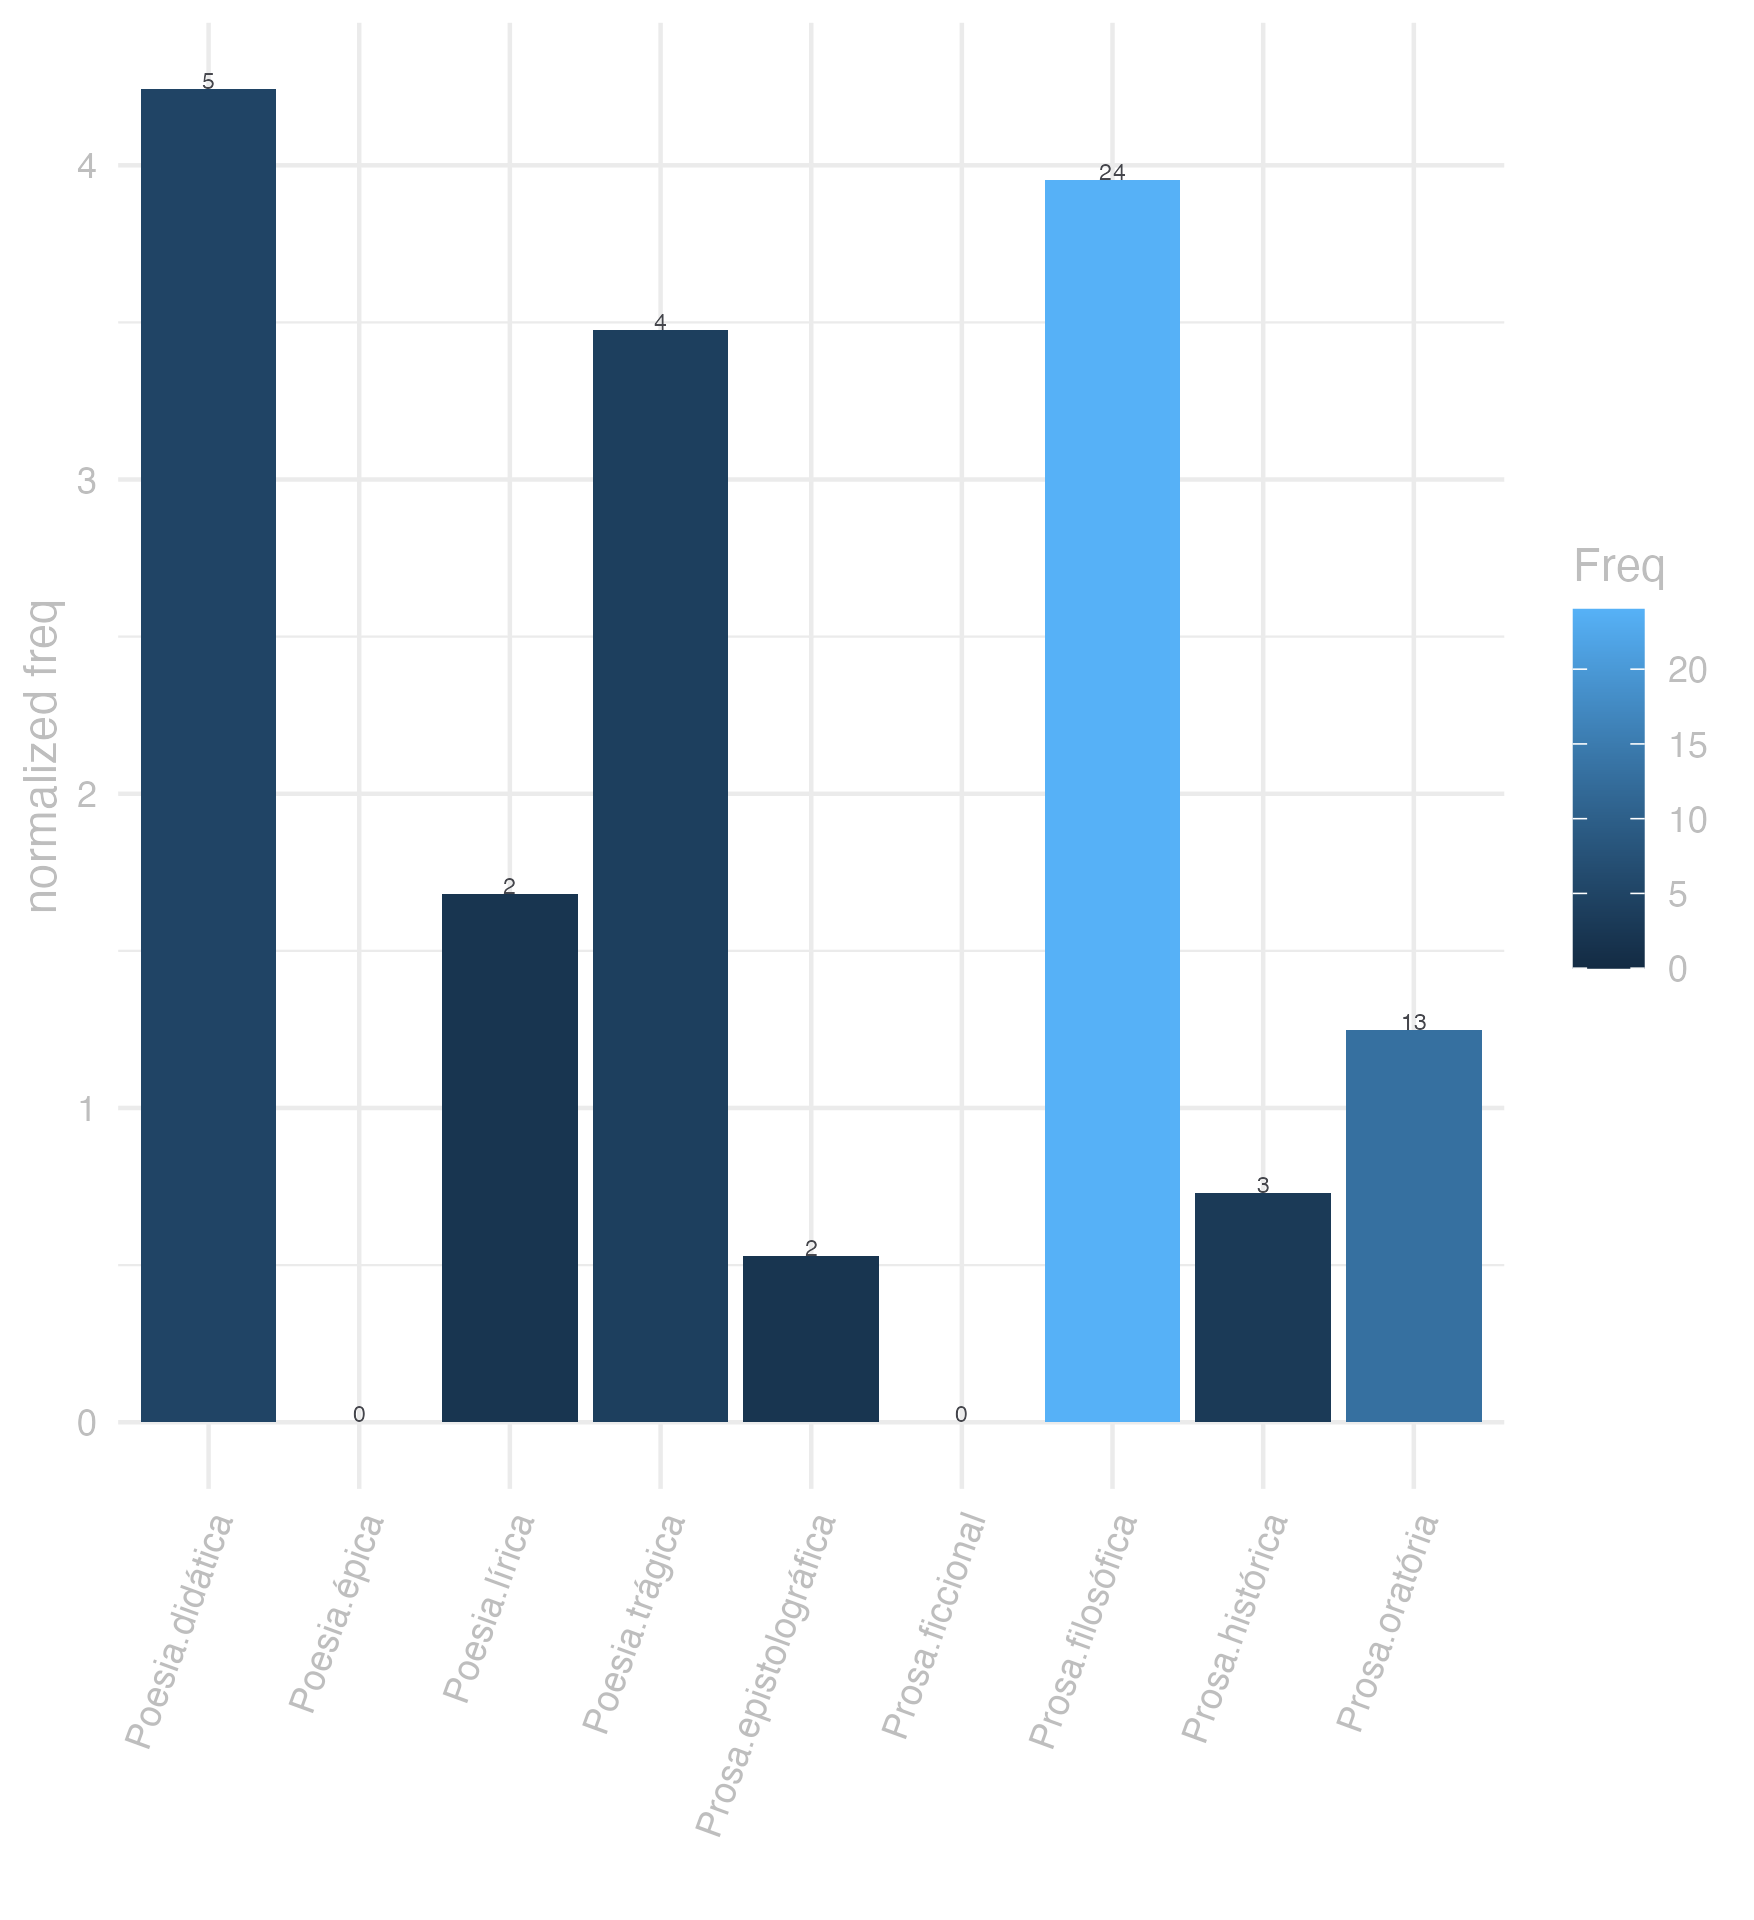 5
24
4
4
3
2
2
13
1
3
2
0
0
0
normalized freq
Freq
20
15
10
5
0
Poesia.didática
Poesia.épica
Poesia.lírica
Poesia.trágica
Prosa.epistolográfica
Prosa.ficcional
Prosa.filosófica
Prosa.histórica
Prosa.oratória